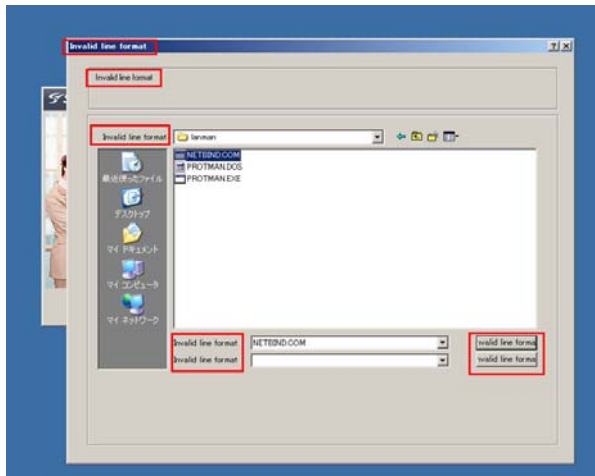 Invalid line format
Invalid line format
Invalid line format
lanman
NETBIND.COM
PROTMAN.DOS
PROTMAN.EXE
最近使ったファイル
デスクトップ
マイ ドキュメント
マイ コンピュータ
マイ ネットワーク
Invalid line format
NETBIND.COM
nvalid line forma
Invalid line format
nvalid line forma